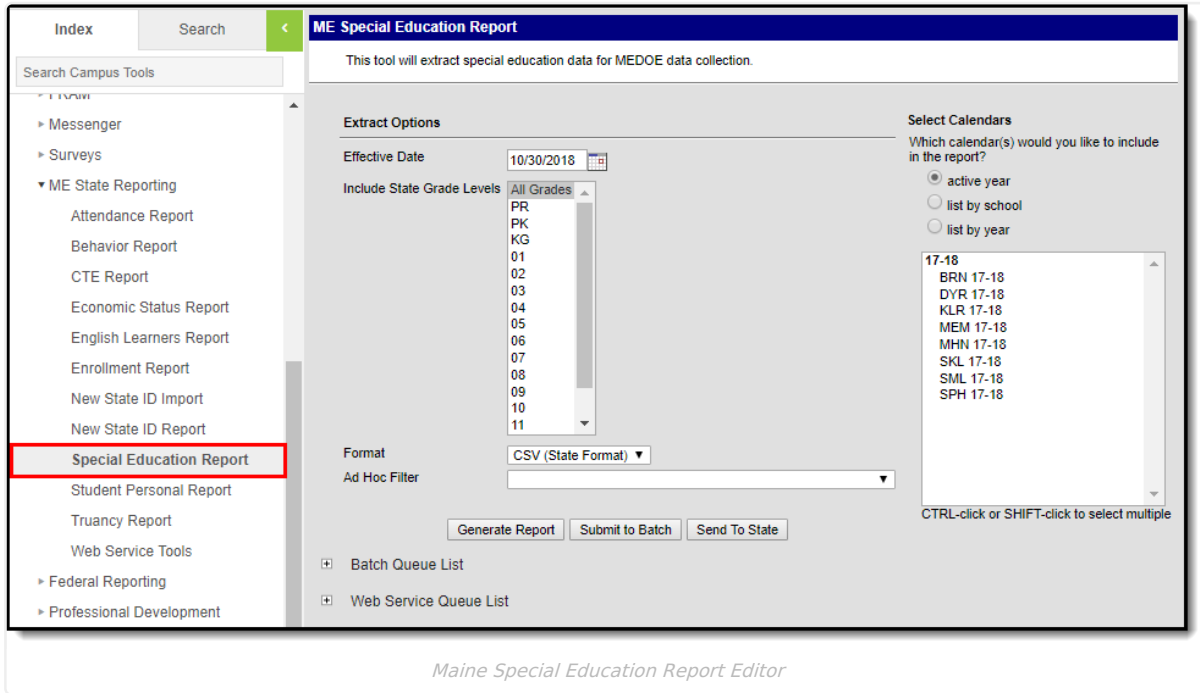 Index
Search
<
Search Campus Tools
FRAM
Messenger
Surveys
ME State Reporting
Attendance Report
Behavior Report
CTE Report
Economic Status Report
English Learners Report
Enrollment Report
New State ID Import
New State ID Report
Special Education Report
Student Personal Report
Truancy Report
Web Service Tools
Federal Reporting
Professional Development
ME Special Education Report
This tool will extract special education data for MEDOE data collection.
Extract Options
Effective Date
10/30/2018
Include State Grade Levels
All Grades
PR
PK
KG
01
02
03
04
05
06
07
08
09
10
11
Format
CSV (State Format)
Ad Hoc Filter
Generate Report
Submit to Batch
Send To State
Batch Queue List
Web Service Queue List
Select Calendars
Which calendar(s) would you like to include
in the report?
active year
list by school
list by year
17-18
BRN 17-18
DYR 17-18
KLR 17-18
MEM 17-18
MHN 17-18
SKL 17-18
SML 17-18
SPH 17-18
CTRL-click or SHIFT-click to select multiple
Maine Special Education Report Editor